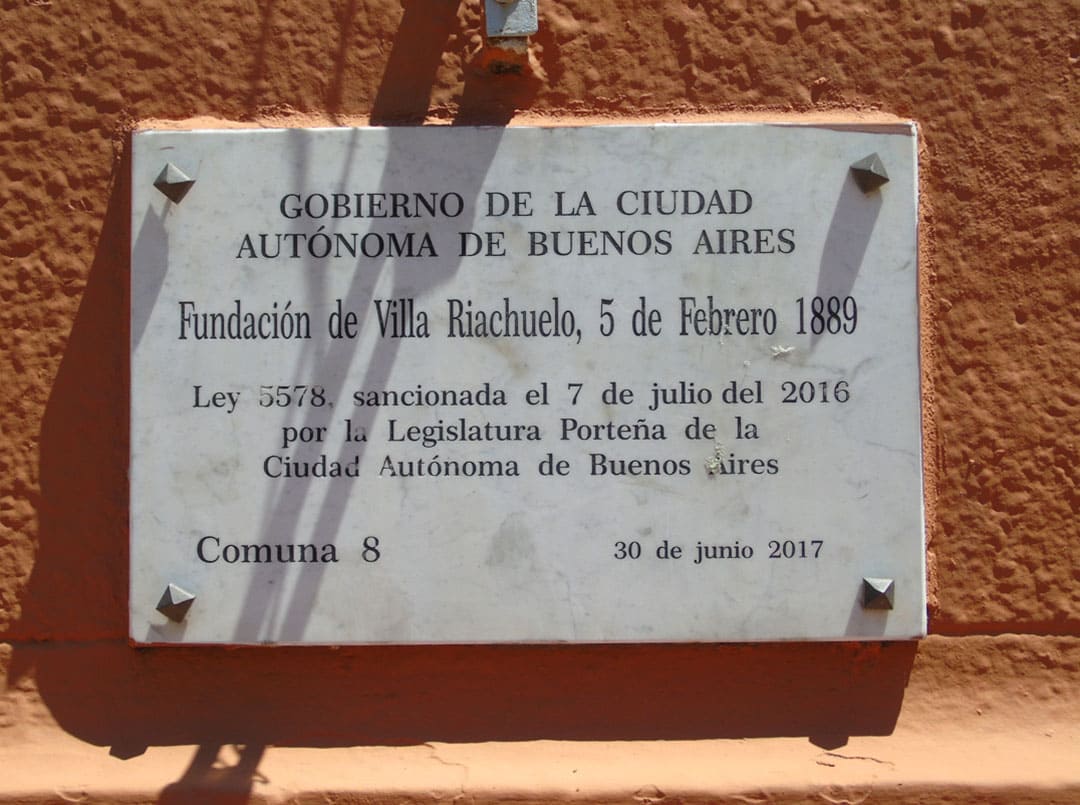 GOBIERNO DE LA CIUDAD
AUTÓNOMA DE BUENOS AIRES
Fundación de Villa Riachuelo, 5 de Febrero 1889
Ley 5578, sancionada el 7 de julio del 2016
por la Legislatura Porteña de la
Ciudad Autónoma de Buenos Aires
Comuna 8 30 de junio 2017